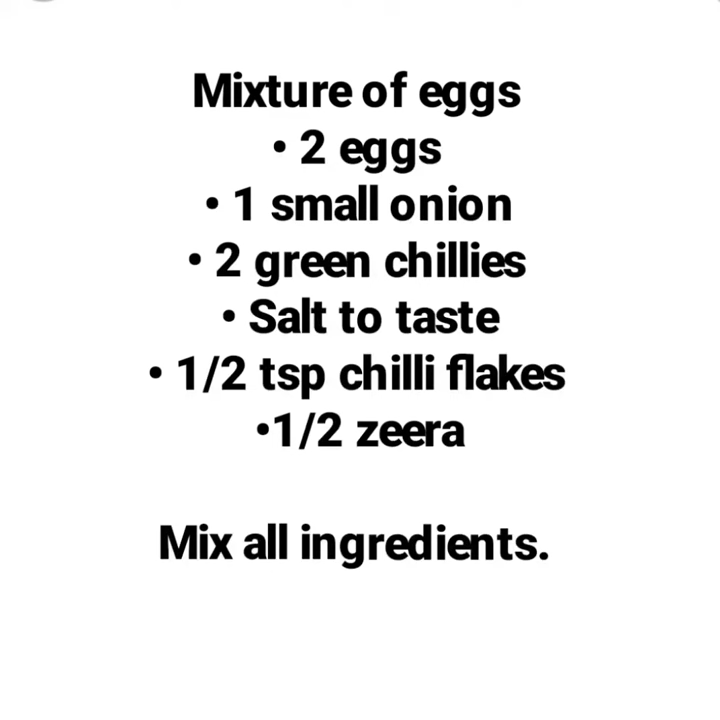 Mixture of eggs
• 2 eggs
• 1 small onion
• 2 green chillies
• Salt to taste
• 1/2 tsp chilli flakes
•1/2 zeera
Mix all ingredients.